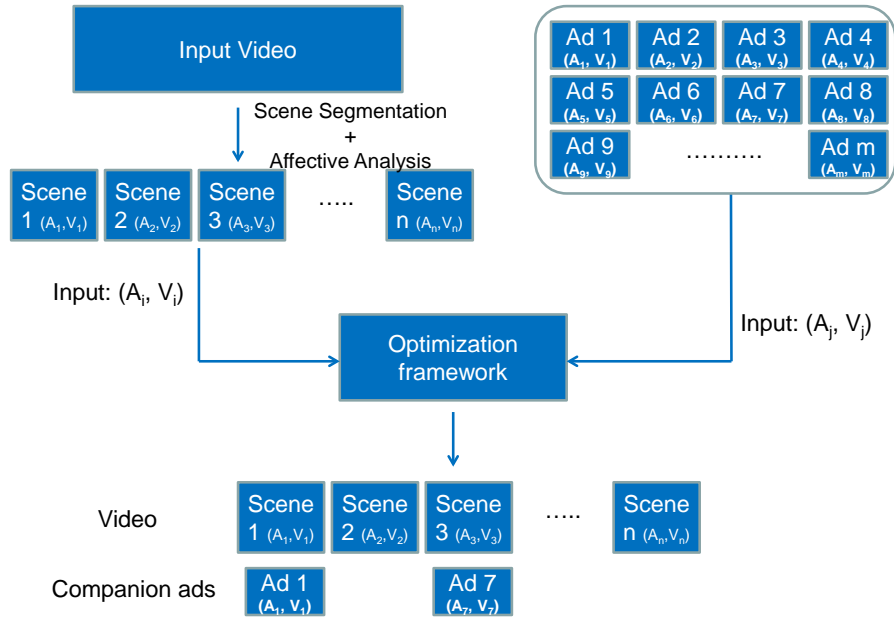 Input Video
Ad 1 Ad 2 Ad 3 Ad 4
(A1, V1) (A2, V2) (A3, V3) (A4, V4)
Ad 5 Ad 6 Ad 7 Ad 8
(A5, V5) (A6, V6) (A7, V7) (A8, V8)
Ad 9 .......... Ad m
(A9, V9) (Am, Vm)
Scene Segmentation
+
Affective Analysis
Scene Scene Scene ..... Scene
1 (A1,V1) 2 (A2,V2) 3 (A3,V3) n (An,Vn)
Input: (Ai, Vi)
Input: (Aj, Vj)
Optimization
framework
Video
Scene Scene Scene ..... Scene
1 (A1,V1) 2 (A2,V2) 3 (A3,V3) n (An,Vn)
Companion ads
Ad 1 Ad 7
(A1, V1) (A7, V7)